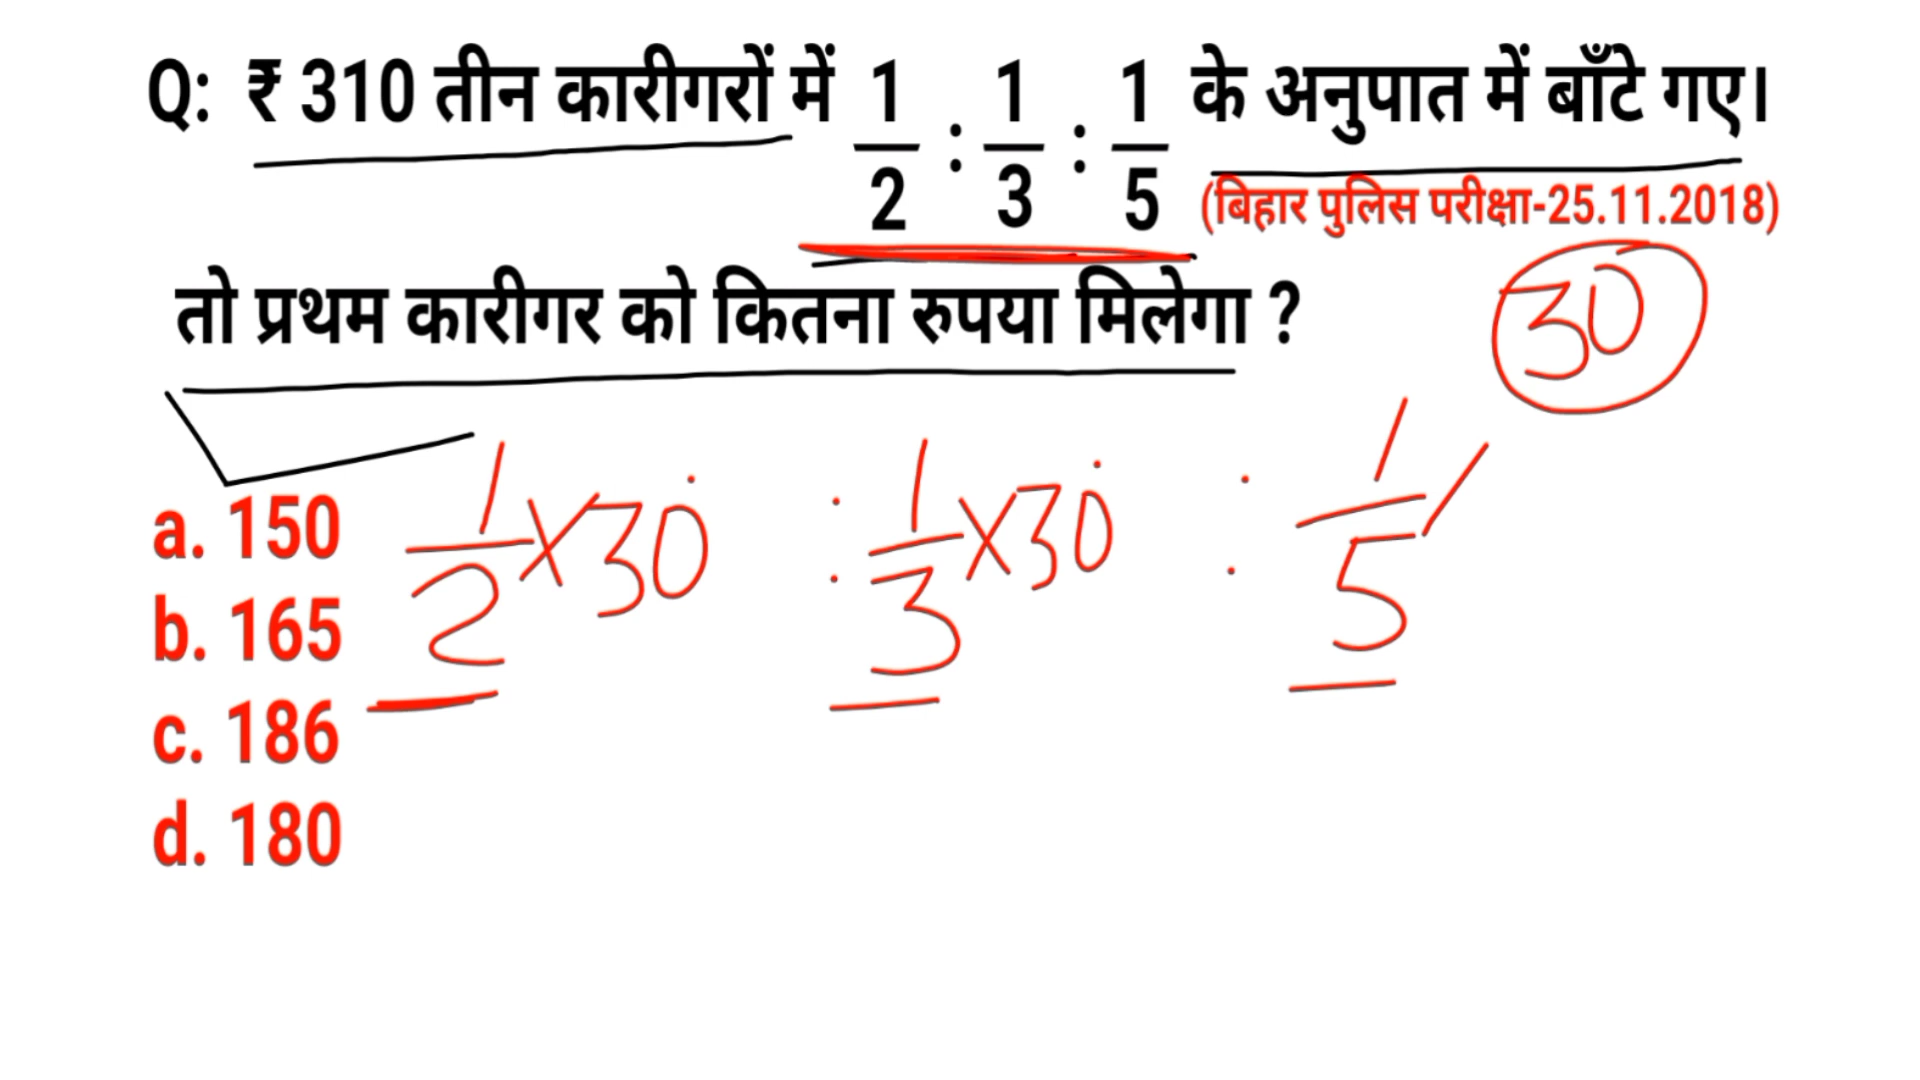 Q: ₹ 310 तीन कारीगरों में 1/2 : 1/3 : 1/5 के अनुपात में बाँटे गए।
(बिहार पुलिस परीक्षा-25.11.2018)
तो प्रथम कारीगर को कितना रुपया मिलेगा ?
30
1/2 × 30 : 1/3 × 30 : 1/5
a. 150
b. 165
c. 186
d. 180